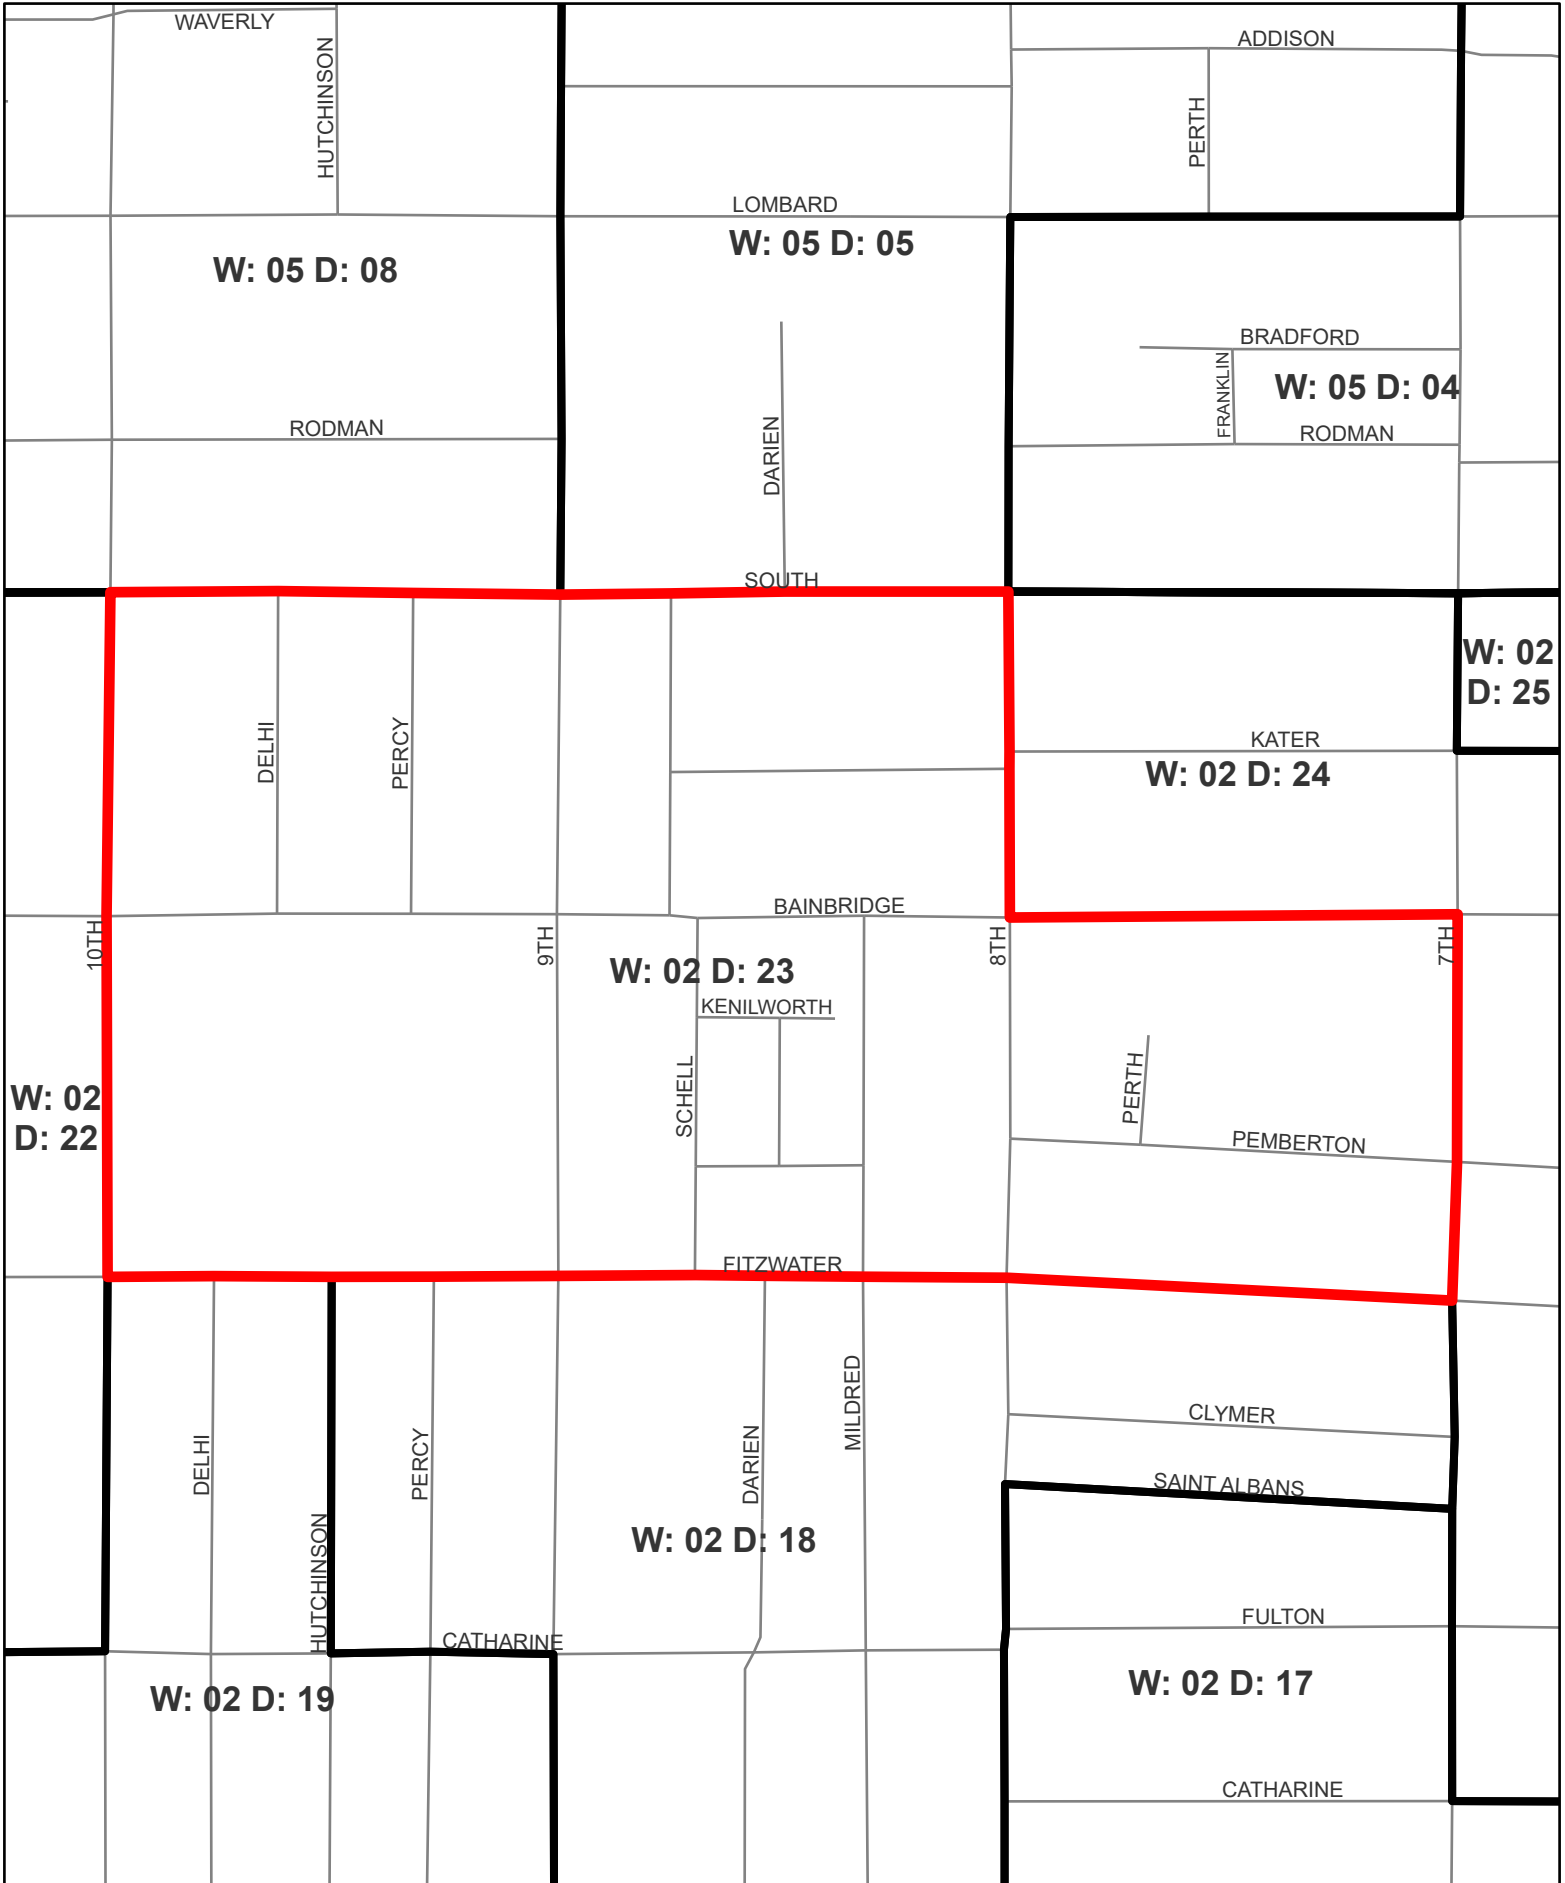 WAVERLY
HUTCHINSON
ADDISON
PERTH
LOMBARD
W: 05 D: 05
W: 05 D: 08
BRADFORD
FRANKLIN
W: 05 D: 04
RODMAN
RODMAN
DARIEN
SOUTH
W: 02
D: 25
DELHI
PERCY
KATER
W: 02 D: 24
BAINBRIDGE
10TH
9TH
8TH
7TH
W: 02 D: 23
KENILWORTH
SCHELL
PERTH
W: 02
D: 22
PEMBERTON
FITZWATER
MILDRED
CLYMER
DELHI
PERCY
DARIEN
SAINT ALBANS
HUTCHINSON
W: 02 D: 18
FULTON
CATHARINE
W: 02 D: 19
W: 02 D: 17
CATHARINE